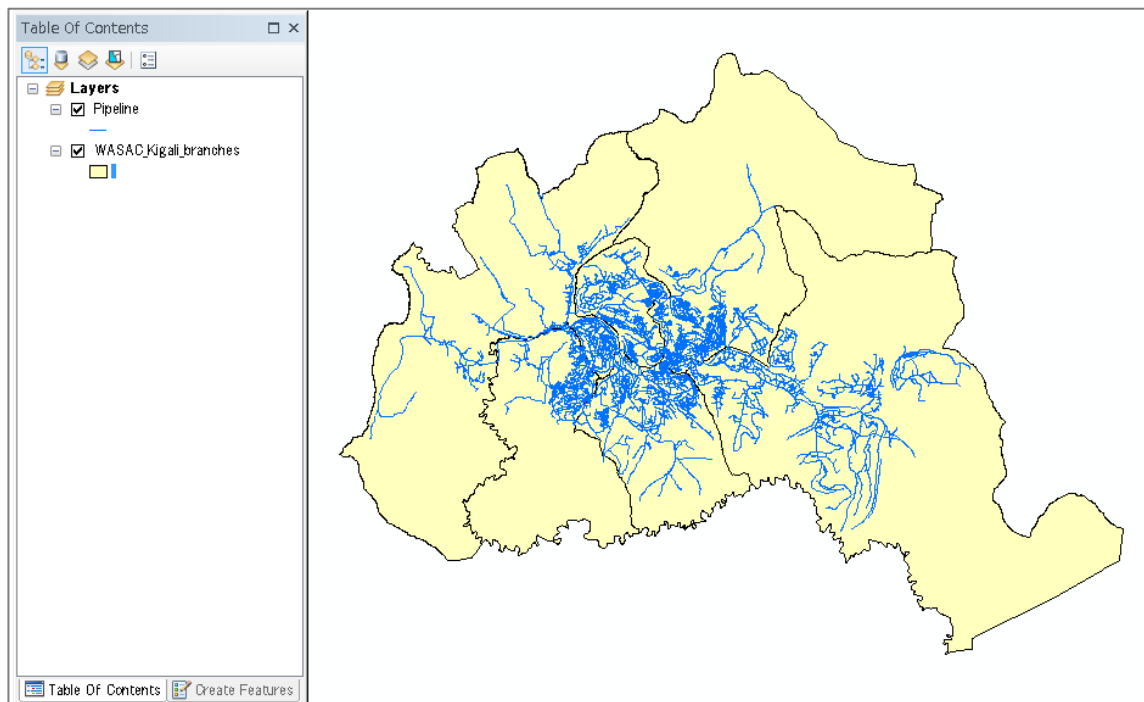 Table Of Contents
Layers
Pipeline
WASAC_Kigali_branches
Table Of Contents
Create Features